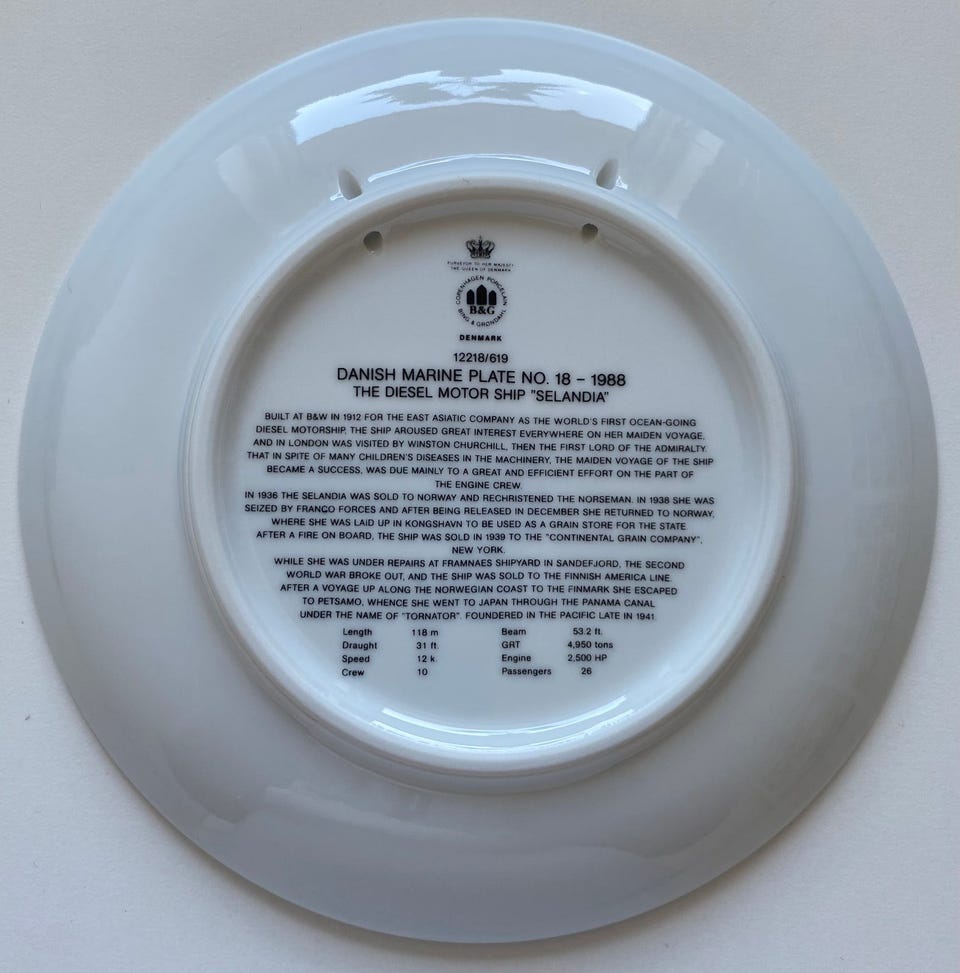 PURVEYOR TO HER MAJESTY
THE QUEEN OF DENMARK
COPENHAGEN PORCELAIN
B&G
BING & GRØNDAHL
DENMARK
12218/619
DANISH MARINE PLATE NO. 18 – 1988
THE DIESEL MOTOR SHIP "SELANDIA"
BUILT AT B&W IN 1912 FOR THE EAST ASIATIC COMPANY AS THE WORLD'S FIRST OCEAN-GOING
DIESEL MOTORSHIP, THE SHIP AROUSED GREAT INTEREST EVERYWHERE ON HER MAIDEN VOYAGE,
AND IN LONDON WAS VISITED BY WINSTON CHURCHILL, THEN THE FIRST LORD OF THE ADMIRALTY.
THAT IN SPITE OF MANY CHILDREN'S DISEASES IN THE MACHINERY, THE MAIDEN VOYAGE OF THE SHIP
BECAME A SUCCESS, WAS DUE MAINLY TO A GREAT AND EFFICIENT EFFORT ON THE PART OF
THE ENGINE CREW.
IN 1936 THE SELANDIA WAS SOLD TO NORWAY AND RECHRISTENED THE NORSEMAN. IN 1938 SHE WAS
SEIZED BY FRANCO FORCES AND AFTER BEING RELEASED IN DECEMBER SHE RETURNED TO NORWAY,
WHERE SHE WAS LAID UP IN KONGSHAVN TO BE USED AS A GRAIN STORE FOR THE STATE.
AFTER A FIRE ON BOARD, THE SHIP WAS SOLD IN 1939 TO THE "CONTINENTAL GRAIN COMPANY",
NEW YORK.
WHILE SHE WAS UNDER REPAIRS AT FRAMNAES SHIPYARD IN SANDEFJORD, THE SECOND
WORLD WAR BROKE OUT, AND THE SHIP WAS SOLD TO THE FINNISH AMERICA LINE.
AFTER A VOYAGE UP ALONG THE NORWEGIAN COAST TO THE FINMARK SHE ESCAPED
TO PETSAMO, WHENCE SHE WENT TO JAPAN THROUGH THE PANAMA CANAL
UNDER THE NAME OF "TORNATOR". FOUNDERED IN THE PACIFIC LATE IN 1941.
Length 118 m Beam 53.2 ft.
Draught 31 ft. GRT 4,950 tons
Speed 12 k Engine 2,500 HP
Crew 10 Passengers 26